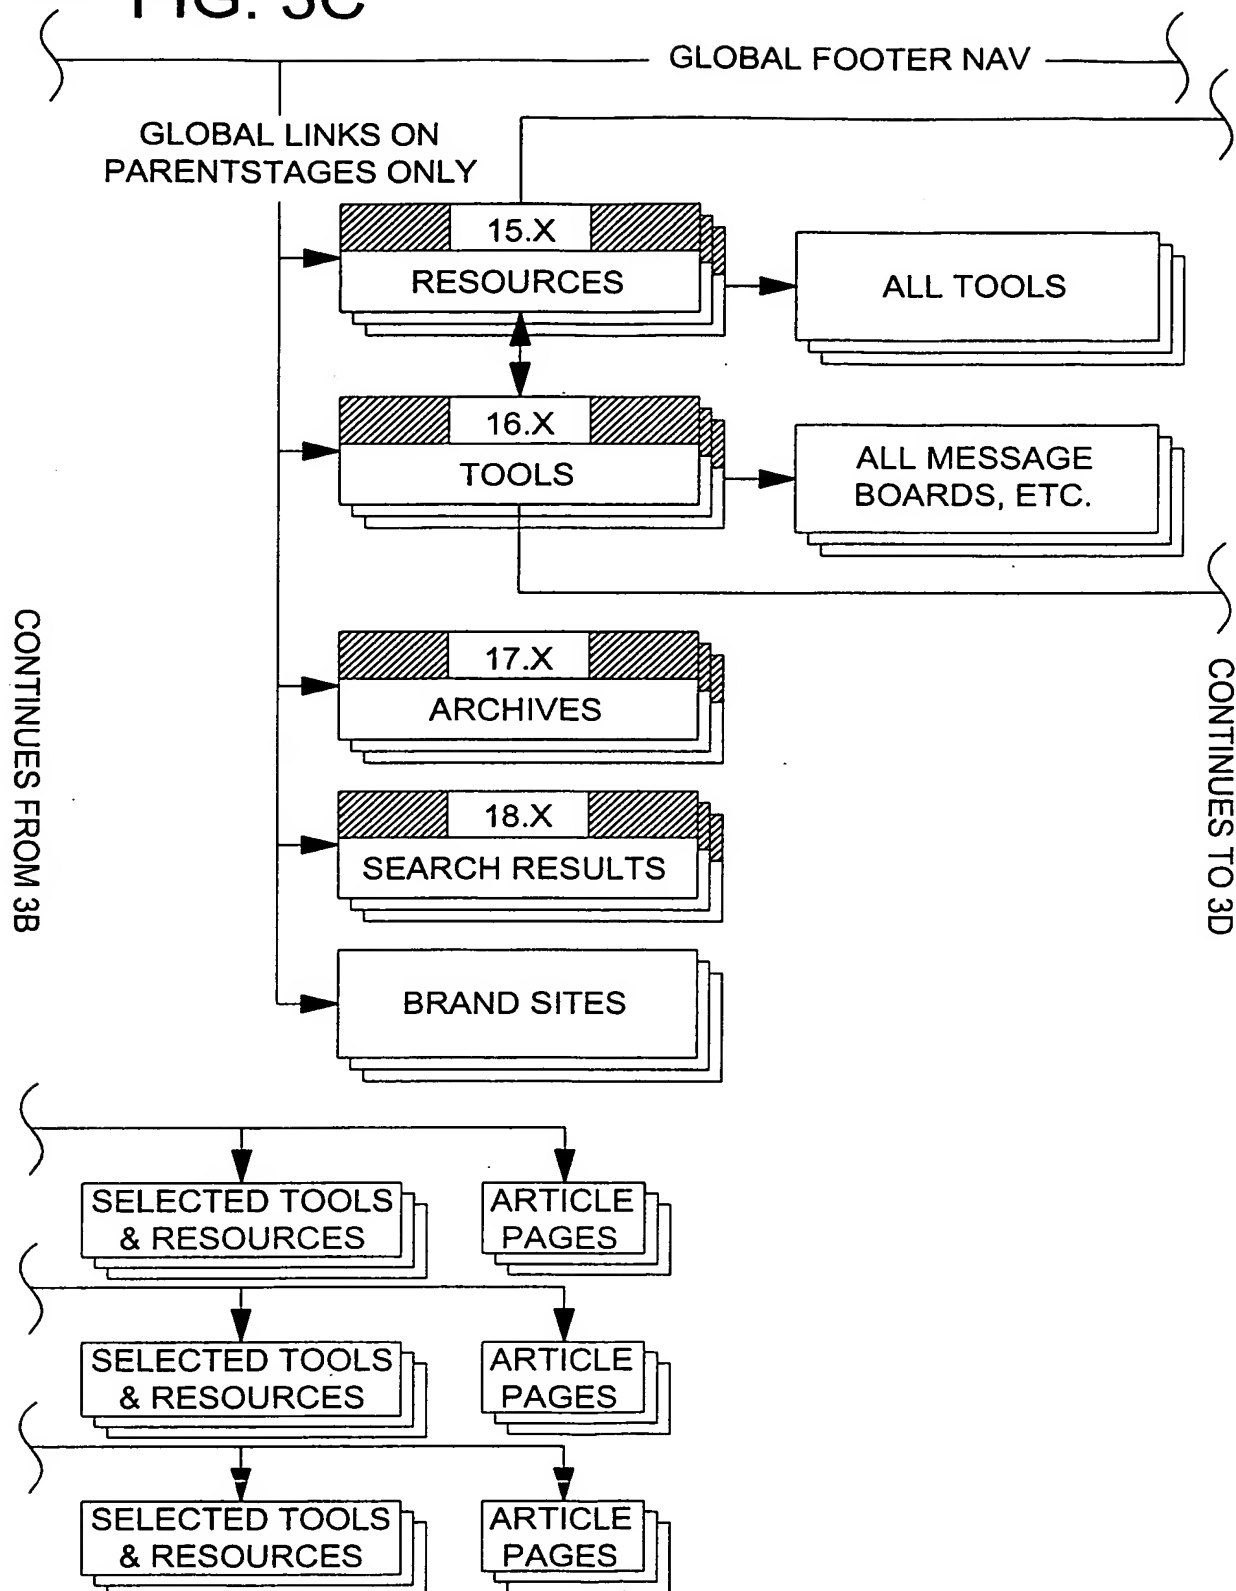 FIG. 3C
GLOBAL FOOTER NAV
GLOBAL LINKS ON
PARENTSTAGES ONLY
15.X
RESOURCES
ALL TOOLS
16.X
TOOLS
ALL MESSAGE
BOARDS, ETC.
CONTINUES FROM 3B
17.X
ARCHIVES
CONTINUES TO 3D
18.X
SEARCH RESULTS
BRAND SITES
SELECTED TOOLS
& RESOURCES
ARTICLE
PAGES
SELECTED TOOLS
& RESOURCES
ARTICLE
PAGES
SELECTED TOOLS
& RESOURCES
ARTICLE
PAGES